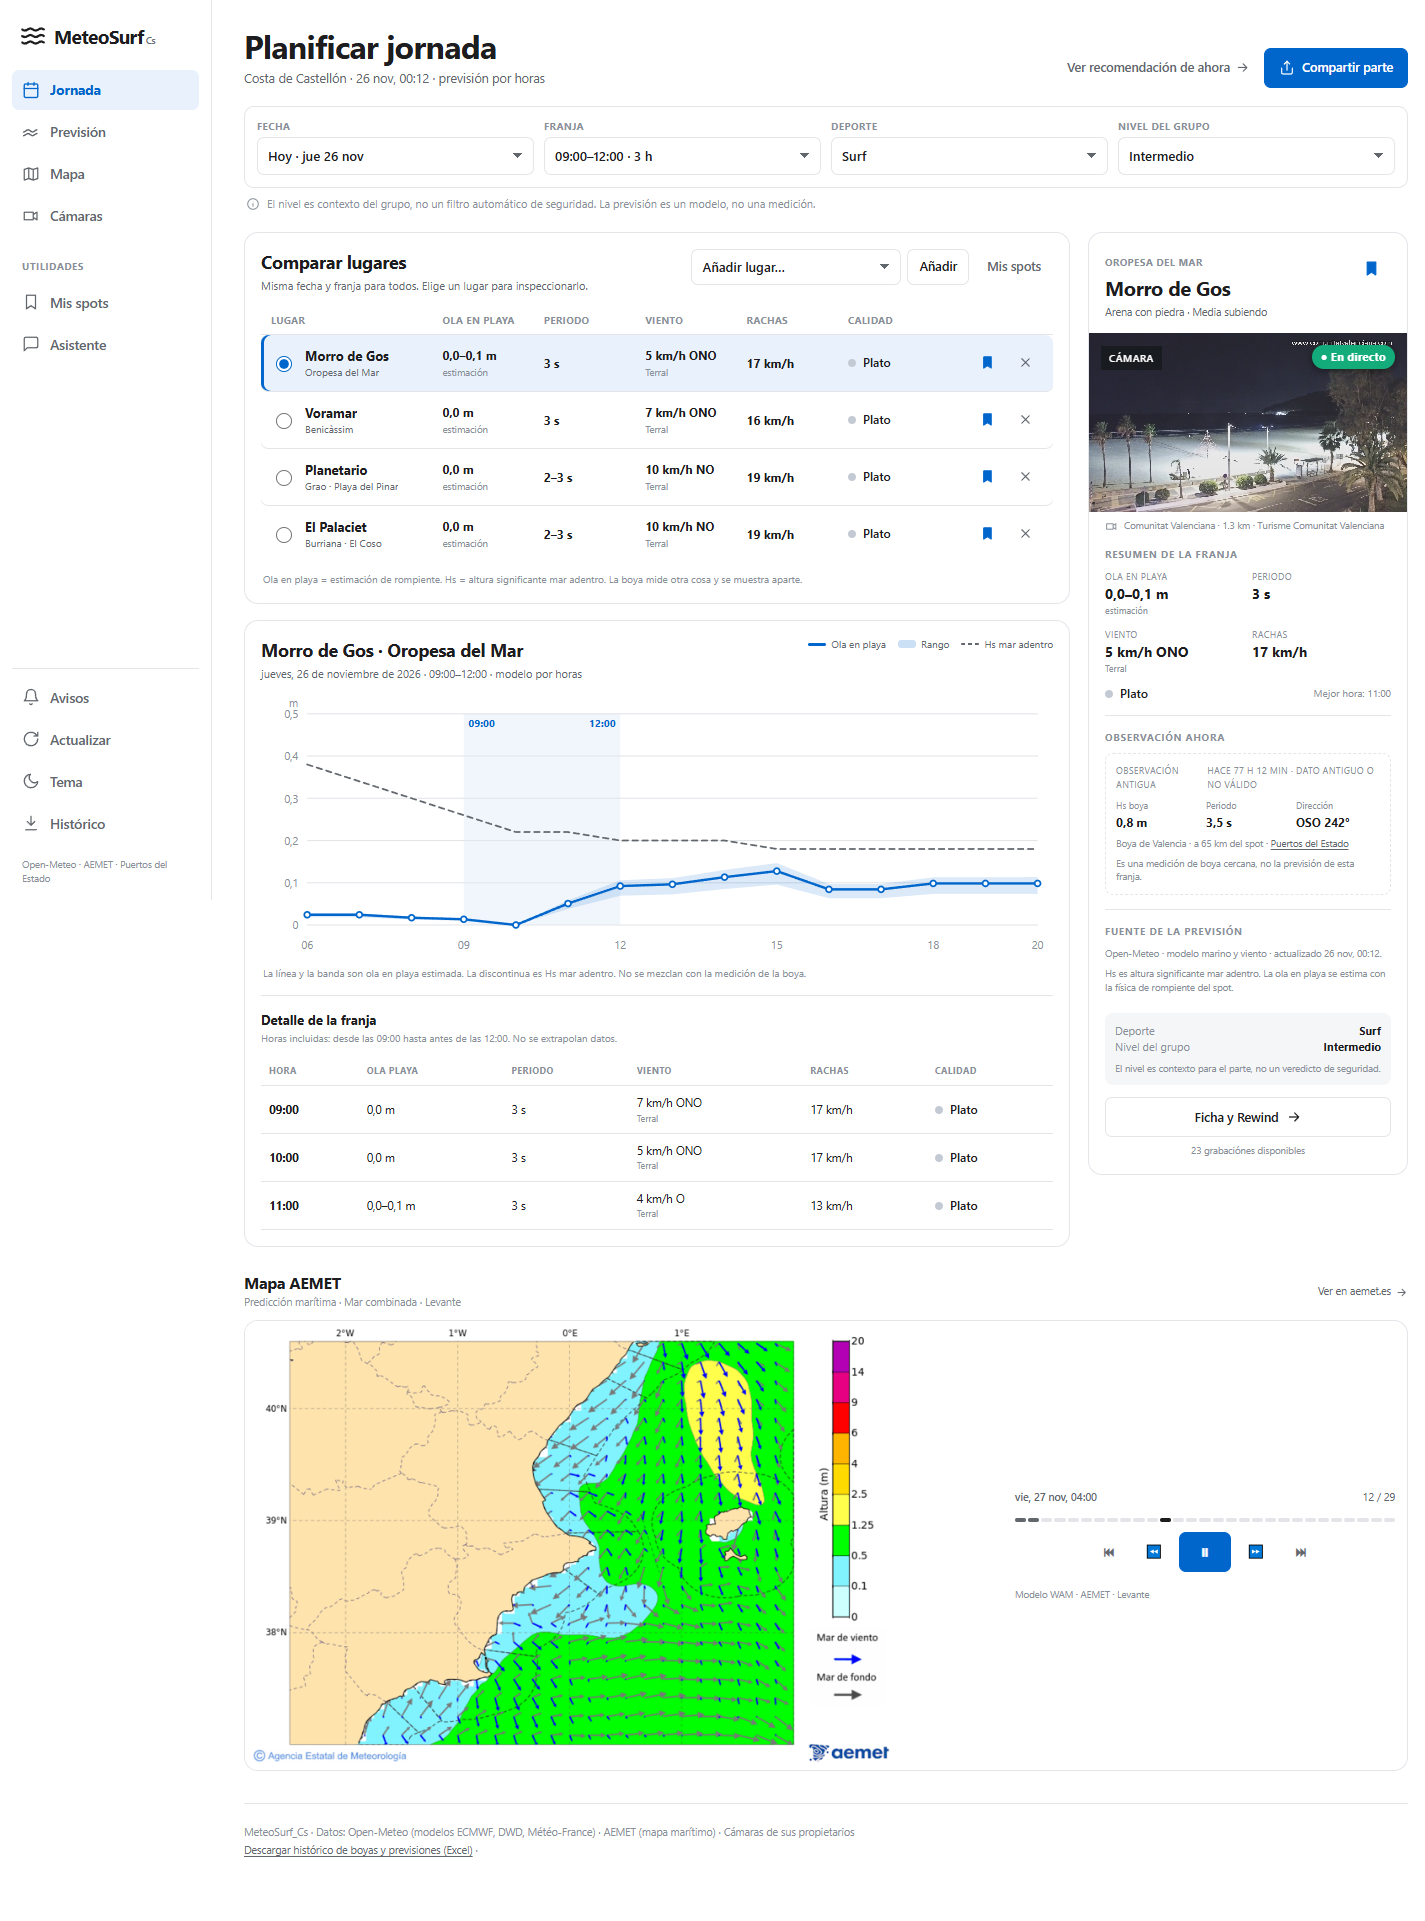 MeteoSurf Cs
Jornada
Previsión
Mapa
Cámaras
UTILIDADES
Mis spots
Asistente
Avisos
Actualizar
Tema
Histórico
Open-Meteo · AEMET · Puertos del
Estado
Planificar jornada
Costa de Castellón · 26 nov, 00:12 · previsión por horas
Ver recomendación de ahora →
Compartir parte
FECHA
Hoy · jue 26 nov
FRANJA
09:00–12:00 · 3 h
DEPORTE
Surf
NIVEL DEL GRUPO
Intermedio
El nivel es contexto del grupo, no un filtro automático de seguridad. La previsión es un modelo, no una medición.
Comparar lugares
Misma fecha y franja para todos. Elige un lugar para inspeccionarlo.
Añadir lugar...
Añadir
Mis spots
LUGAR OLA EN PLAYA PERIODO VIENTO RACHAS CALIDAD
Morro de Gos 0,0–0,1 m 3 s 5 km/h ONO 17 km/h Plato
Oropesa del Mar estimación Terral
Voramar 0,0 m 3 s 7 km/h ONO 16 km/h Plato
Benicàssim estimación Terral
Planetario 0,0 m 2–3 s 10 km/h NO 19 km/h Plato
Grao · Playa del Pinar estimación Terral
El Palaciet 0,0 m 2–3 s 10 km/h NO 19 km/h Plato
Burriana · El Coso estimación Terral
Ola en playa = estimación de rompiente. Hs = altura significante mar adentro. La boya mide otra cosa y se muestra aparte.
Morro de Gos · Oropesa del Mar
jueves, 26 de noviembre de 2026 · 09:00–12:00 · modelo por horas
Ola en playa Rango Hs mar adentro
m
0,5
0,4
0,3
0,2
0,1
0
09:00 12:00
06 09 12 15 18 20
La línea y la banda son ola en playa estimada. La discontinua es Hs mar adentro. No se mezclan con la medición de la boya.
Detalle de la franja
Horas incluidas: desde las 09:00 hasta antes de las 12:00. No se extrapolan datos.
HORA OLA PLAYA PERIODO VIENTO RACHAS CALIDAD
09:00 0,0 m 3 s 7 km/h ONO 17 km/h Plato
Terral
10:00 0,0 m 3 s 5 km/h ONO 17 km/h Plato
Terral
11:00 0,0–0,1 m 3 s 4 km/h O 13 km/h Plato
Terral
OROPESA DEL MAR
Morro de Gos
Arena con piedra · Media subiendo
CÁMARA
En directo
Comunitat Valenciana · 1.3 km · Turisme Comunitat Valenciana
RESUMEN DE LA FRANJA
OLA EN PLAYA PERIODO
0,0–0,1 m 3 s
estimación
VIENTO RACHAS
5 km/h ONO 17 km/h
Terral
Plato Mejor hora: 11:00
OBSERVACIÓN AHORA
OBSERVACIÓN ANTIGUA
HACE 77 H 12 MIN · DATO ANTIGUO O NO VÁLIDO
Hs boya Periodo Dirección
0,8 m 3,5 s OSO 242°
Boya de Valencia · a 65 km del spot · Puertos del Estado
Es una medición de boya cercana, no la previsión de esta
franja.
FUENTE DE LA PREVISIÓN
Open-Meteo · modelo marino y viento · actualizado 26 nov, 00:12.
Hs es altura significante mar adentro. La ola en playa se estima con
la física de rompiente del spot.
Deporte Surf
Nivel del grupo Intermedio
El nivel es contexto para el parte, no un veredicto de seguridad.
Ficha y Rewind →
23 grabaciónes disponibles
Mapa AEMET
Predicción marítima · Mar combinada · Levante
Ver en aemet.es →
2°W 1°W 0°E 1°E
40°N
39°N
38°N
Altura (m)
20
14
9
6
4
2.5
1.25
0.5
0.1
0
Mar de viento
Mar de fondo
© Agencia Estatal de Meteorología
aemet
vie, 27 nov, 04:00 12 / 29
Modelo WAM · AEMET · Levante
MeteoSurf_Cs · Datos: Open-Meteo (modelos ECMWF, DWD, Météo-France) · AEMET (mapa marítimo) · Cámaras de sus propietarios
Descargar histórico de boyas y previsiones (Excel) ·